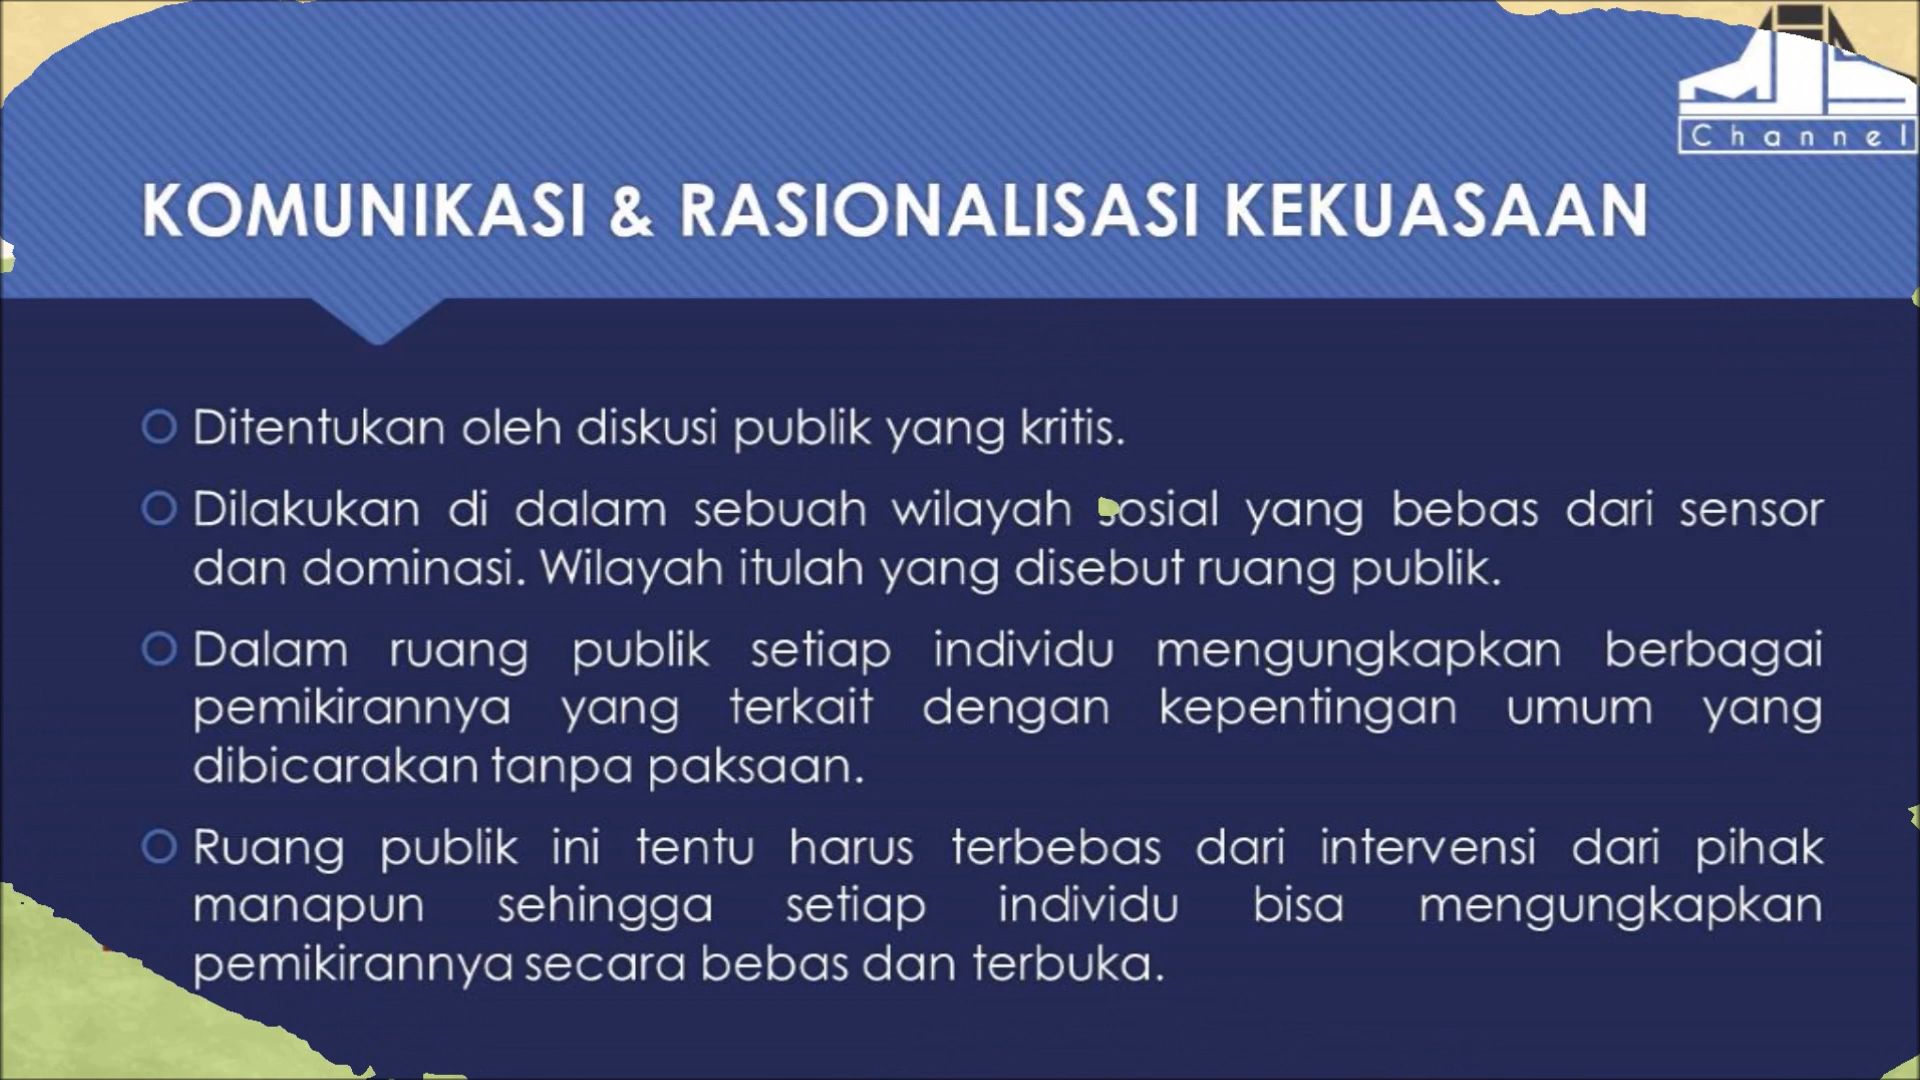 Channel
KOMUNIKASI & RASIONALISASI KEKUASAAN
Ditentukan oleh diskusi publik yang kritis.
Dilakukan di dalam sebuah wilayah sosial yang bebas dari sensor
dan dominasi. Wilayah itulah yang disebut ruang publik.
Dalam ruang publik setiap individu mengungkapkan berbagai
pemikirannya yang terkait dengan kepentingan umum yang
dibicarakan tanpa paksaan.
Ruang publik ini tentu harus terbebas dari intervensi dari pihak
manapun sehingga setiap individu bisa mengungkapkan
pemikirannya secara bebas dan terbuka.